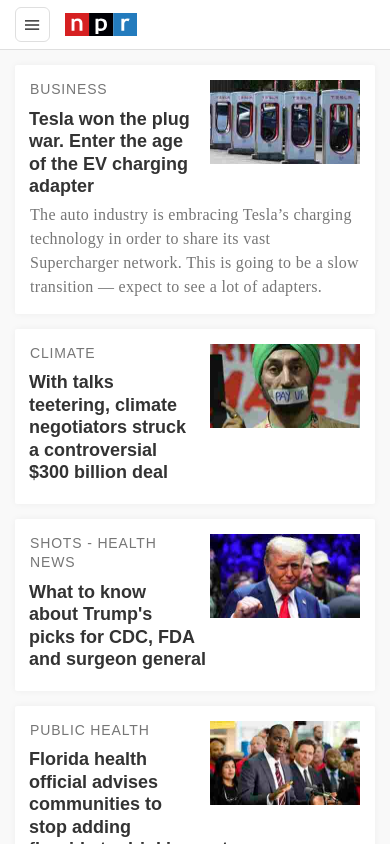 npr
BUSINESS
Tesla won the plug
war. Enter the age
of the EV charging
adapter
The auto industry is embracing Tesla’s charging
technology in order to share its vast
Supercharger network. This is going to be a slow
transition — expect to see a lot of adapters.
CLIMATE
With talks
teetering, climate
negotiators struck
a controversial
$300 billion deal
PAY UP
SHOTS - HEALTH
NEWS
What to know
about Trump's
picks for CDC, FDA
and surgeon general
PUBLIC HEALTH
Florida health
official advises
communities to
stop adding